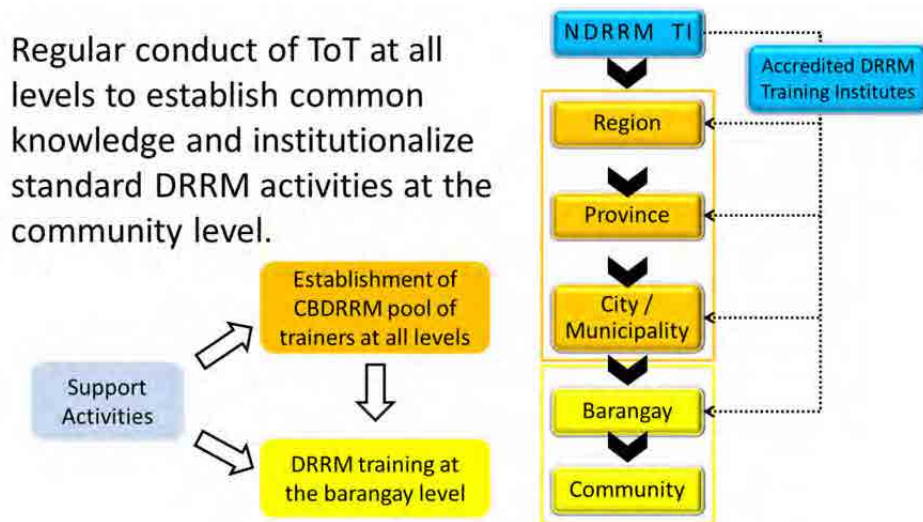 Regular conduct of ToT at all
levels to establish common
knowledge and institutionalize
standard DRRM activities at the
community level.
Establishment of
CBDRRM pool of
trainers at all levels
Support
Activities
DRRM training at
the barangay level
NDRRM TI
Accredited DRRM
Training Institutes
Region
Province
City /
Municipality
Barangay
Community